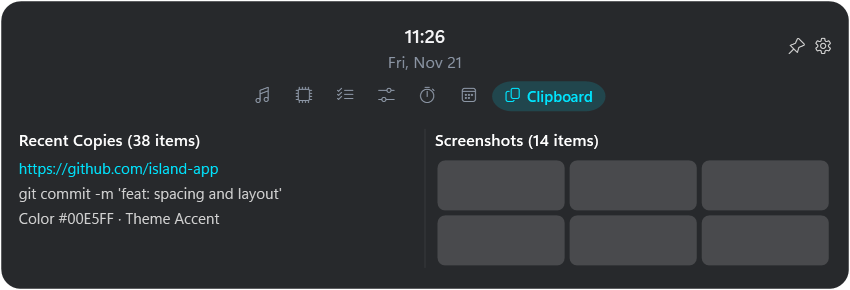 11:26
Fri, Nov 21
Clipboard
Recent Copies (38 items)
https://github.com/island-app
git commit -m 'feat: spacing and layout'
Color #00E5FF · Theme Accent
Screenshots (14 items)